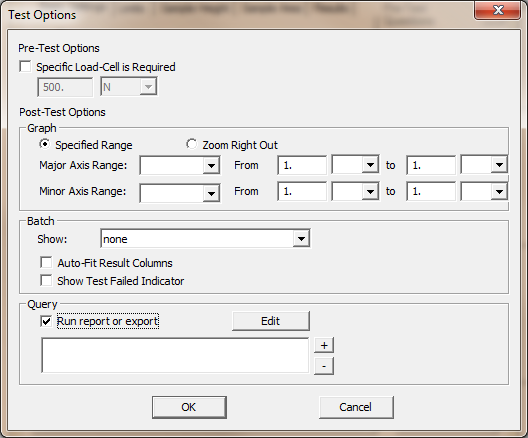 Test Options
Pre-Test Options
Specific Load-Cell is Required
500. N
Post-Test Options
Graph
Specified Range Zoom Right Out
Major Axis Range: From 1. to 1.
Minor Axis Range: From 1. to 1.
Batch
Show: none
Auto-Fit Result Columns
Show Test Failed Indicator
Query
Run report or export Edit
+
-
OK Cancel